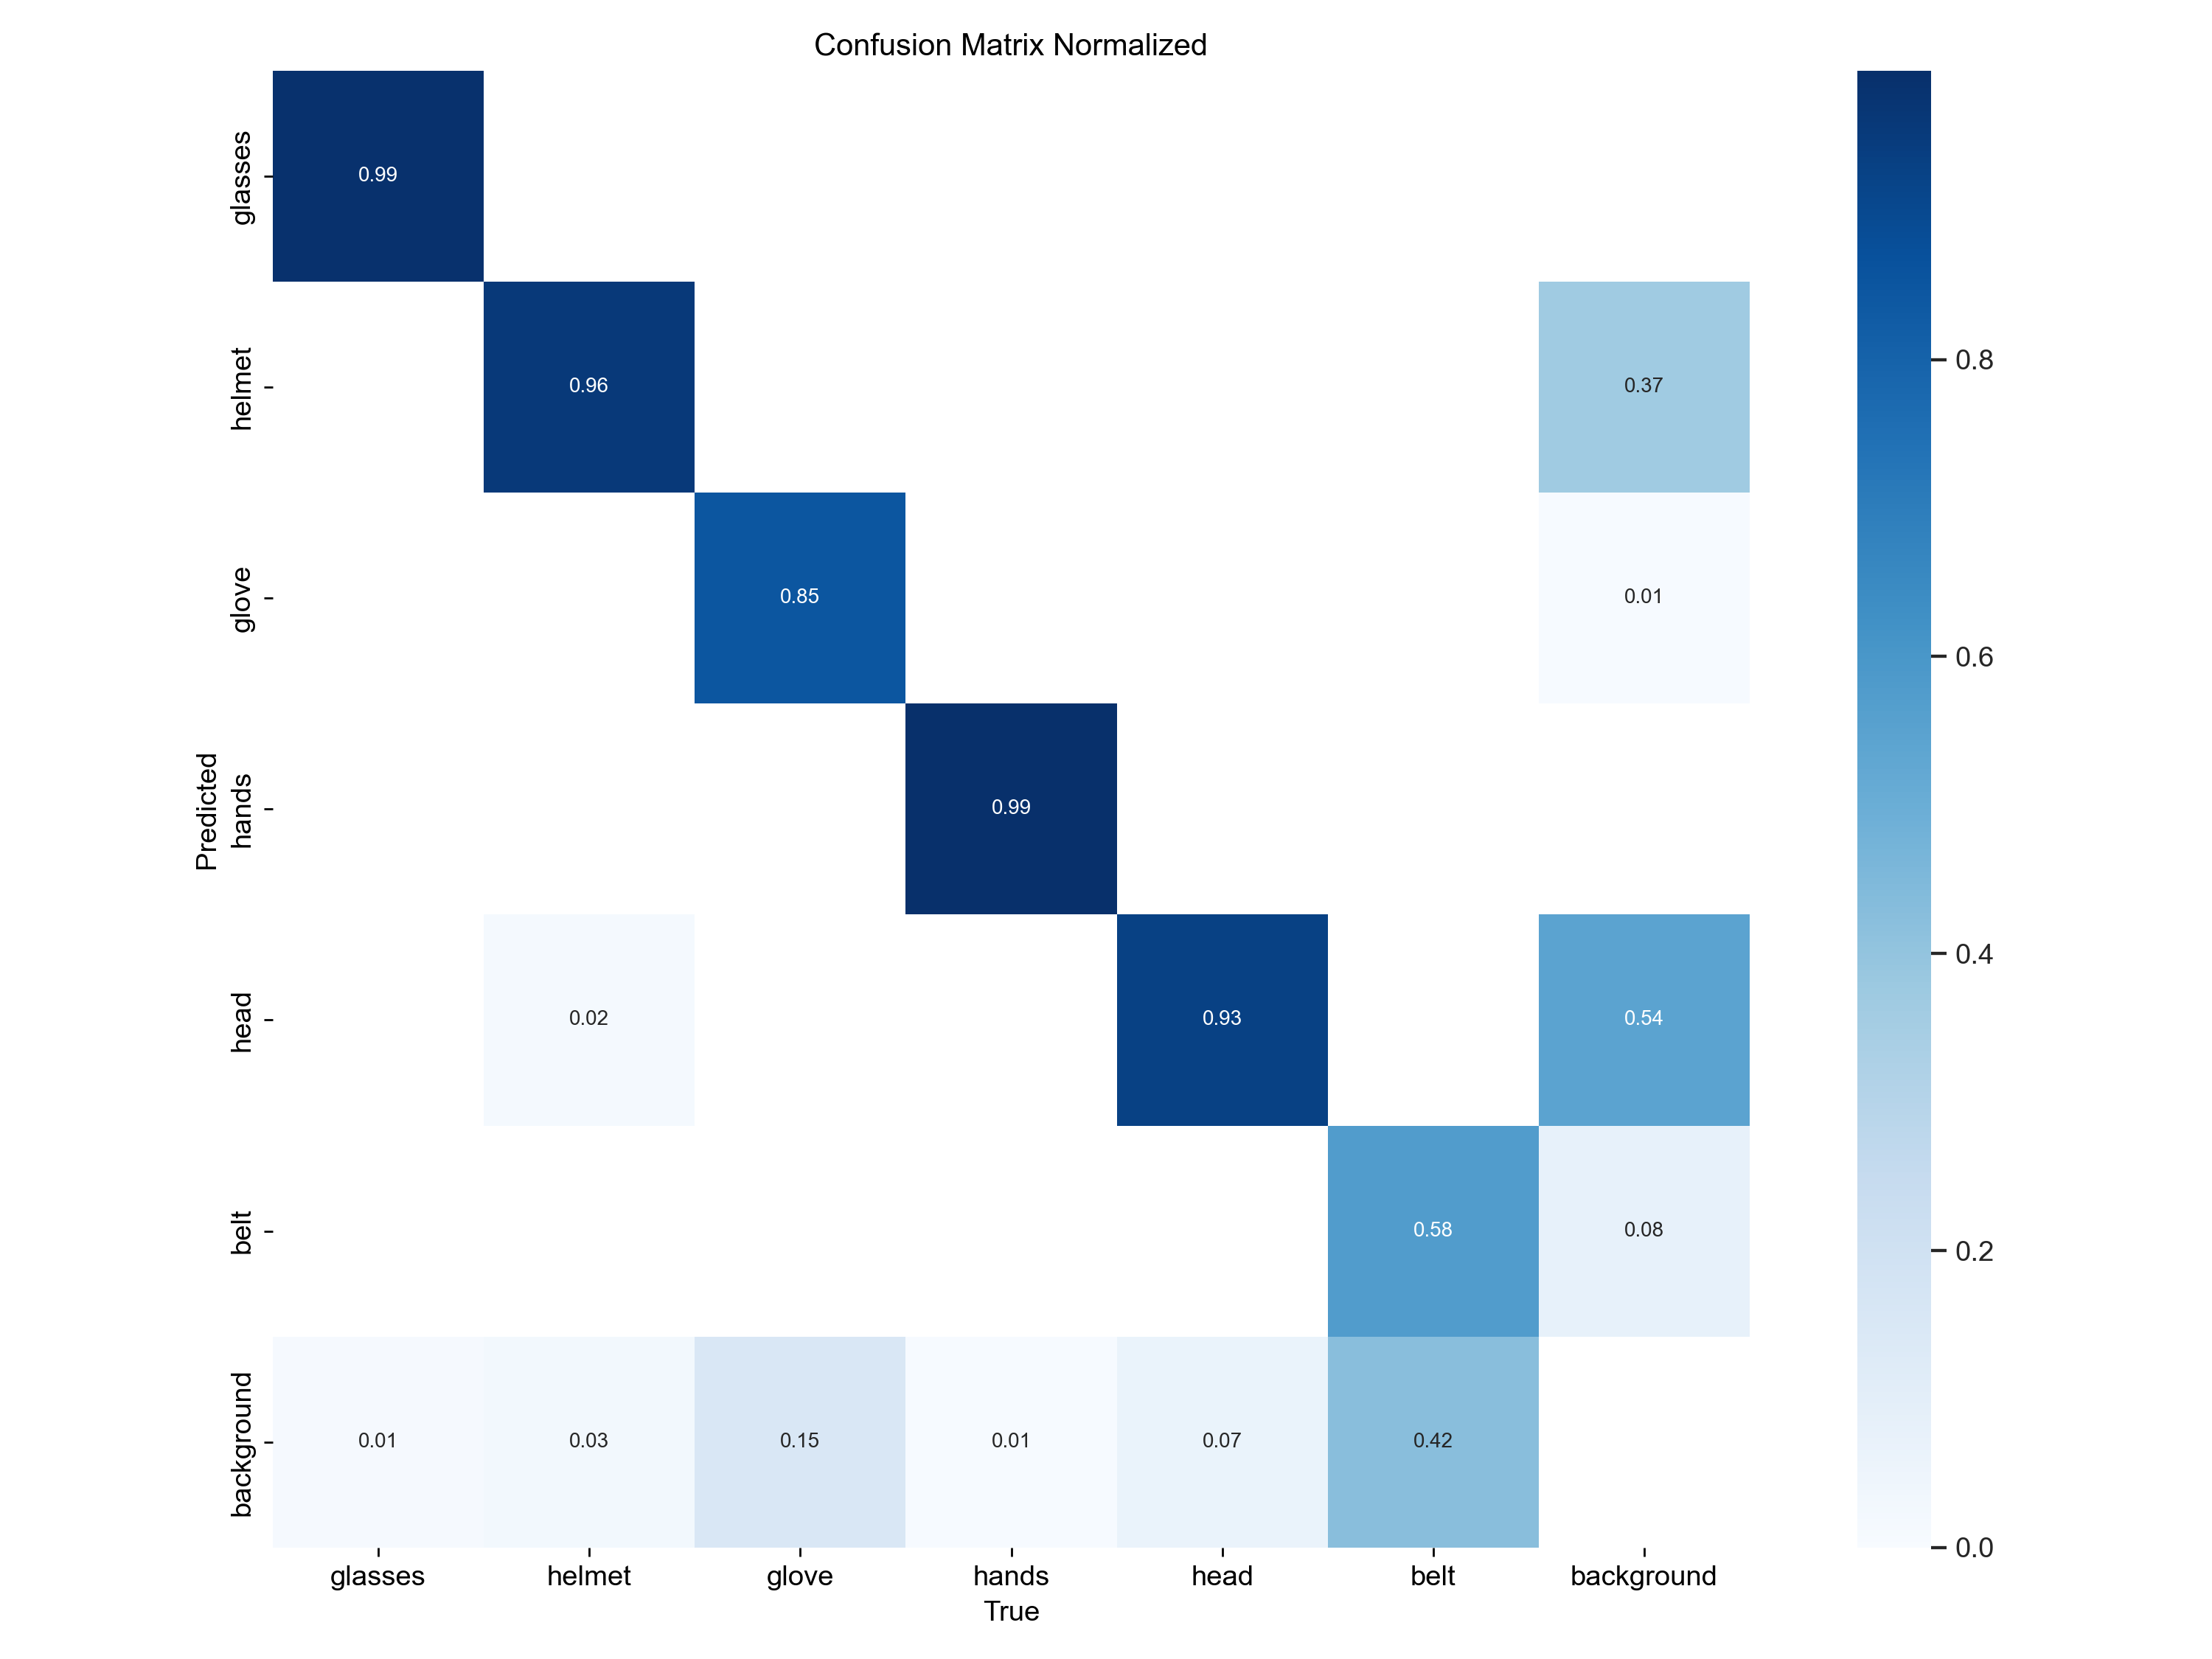 Confusion Matrix Normalized
glasses
0.99
helmet
0.96
0.37
0.8
glove
0.85
0.01
0.6
Predicted
hands
0.99
0.4
head
0.02
0.93
0.54
belt
0.58
0.08
0.2
background
0.01
0.03
0.15
0.01
0.07
0.42
0.0
glasses helmet glove hands head belt background
True